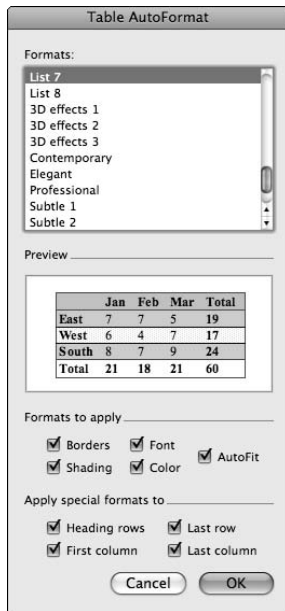 Table AutoFormat
Formats:
List 7
List 8
3D effects 1
3D effects 2
3D effects 3
Contemporary
Elegant
Professional
Subtle 1
Subtle 2
Preview
Jan Feb Mar Total
East 7 7 5 19
West 6 4 7 17
South 8 7 9 24
Total 21 18 21 60
Formats to apply
Borders Font AutoFit
Shading Color
Apply special formats to
Heading rows Last row
First column Last column
Cancel OK